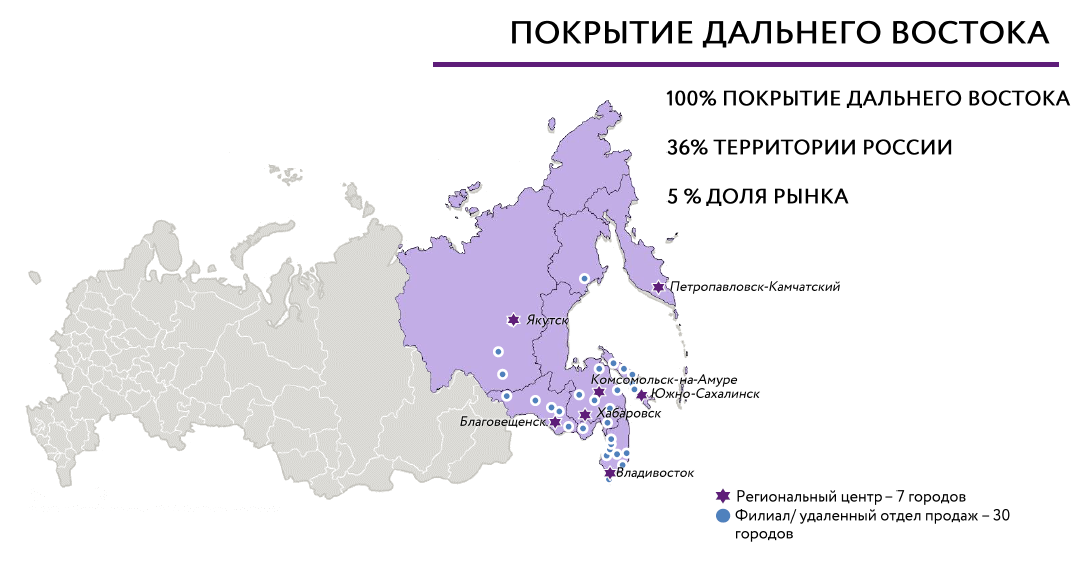 ПОКРЫТИЕ ДАЛЬНЕГО ВОСТОКА
100% ПОКРЫТИЕ ДАЛЬНЕГО ВОСТОКА
36% ТЕРРИТОРИИ РОССИИ
5 % ДОЛЯ РЫНКА
Петропавловск-Камчатский
Якутск
Комсомольск-на-Амуре
Южно-Сахалинск
Хабаровск
Благовещенск
Владивосток
Региональный центр – 7 городов
Филиал/ удаленный отдел продаж – 30
городов